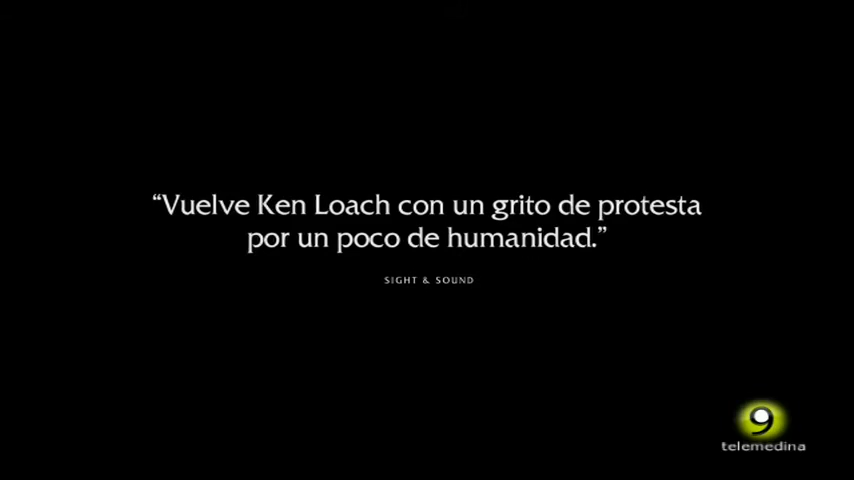 “Vuelve Ken Loach con un grito de protesta
por un poco de humanidad.”
SIGHT & SOUND
9
telemedina